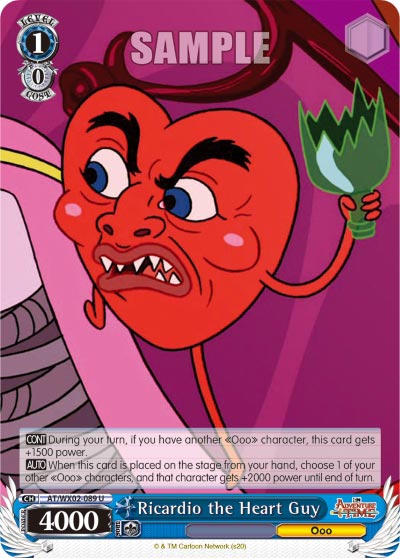 LEVEL
1
0
COST
SAMPLE
CONT During your turn, if you have another «Ooo» character, this card gets
+1500 power.
AUTO When this card is placed on the stage from your hand, choose 1 of your
other «Ooo» characters, and that character gets +2000 power until end of turn.
CH AT/WX02-089 U
POWER 4000
Ricardio the Heart Guy
ADVENTURE TIME
Ooo
© & TM Cartoon Network (s20)